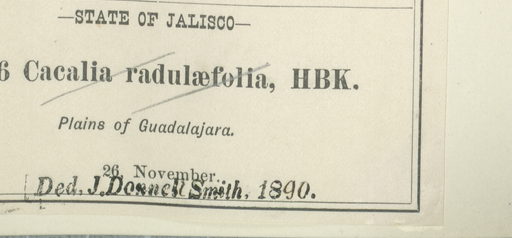 —STATE OF JALISCO—
6 Cacalia radulæfolia, HBK.
Plains of Guadalajara.
26, November.
Ded. J. Donnell Smith, 1890.